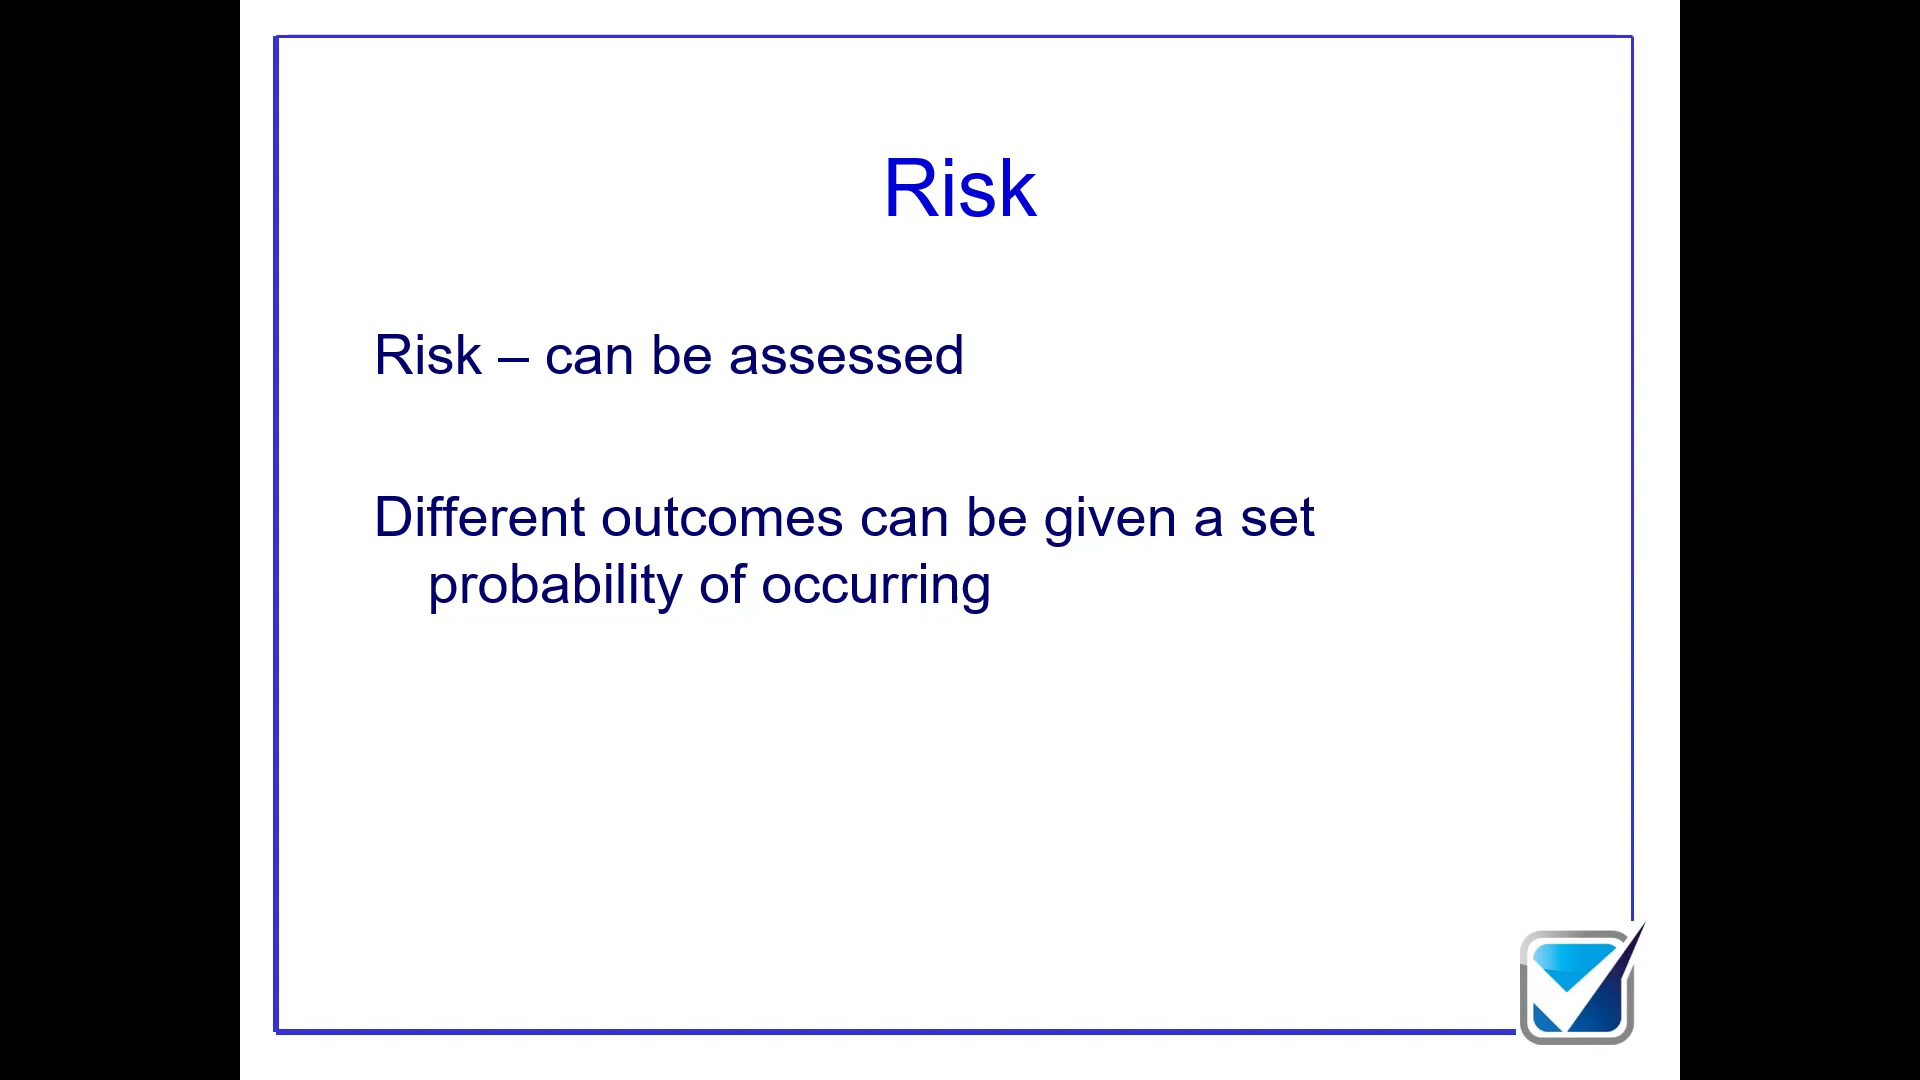 Risk
Risk – can be assessed
Different outcomes can be given a set
probability of occurring